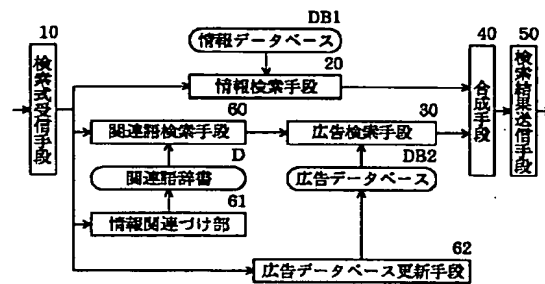 DB1
情報データベース
10
検索式受信手段
20
情報検索手段
40
合成手段
50
検索結果送信手段
60
関連語検索手段
30
広告検索手段
D
関連語辞書
DB2
広告データベース
61
情報関連づけ部
62
広告データベース更新手段